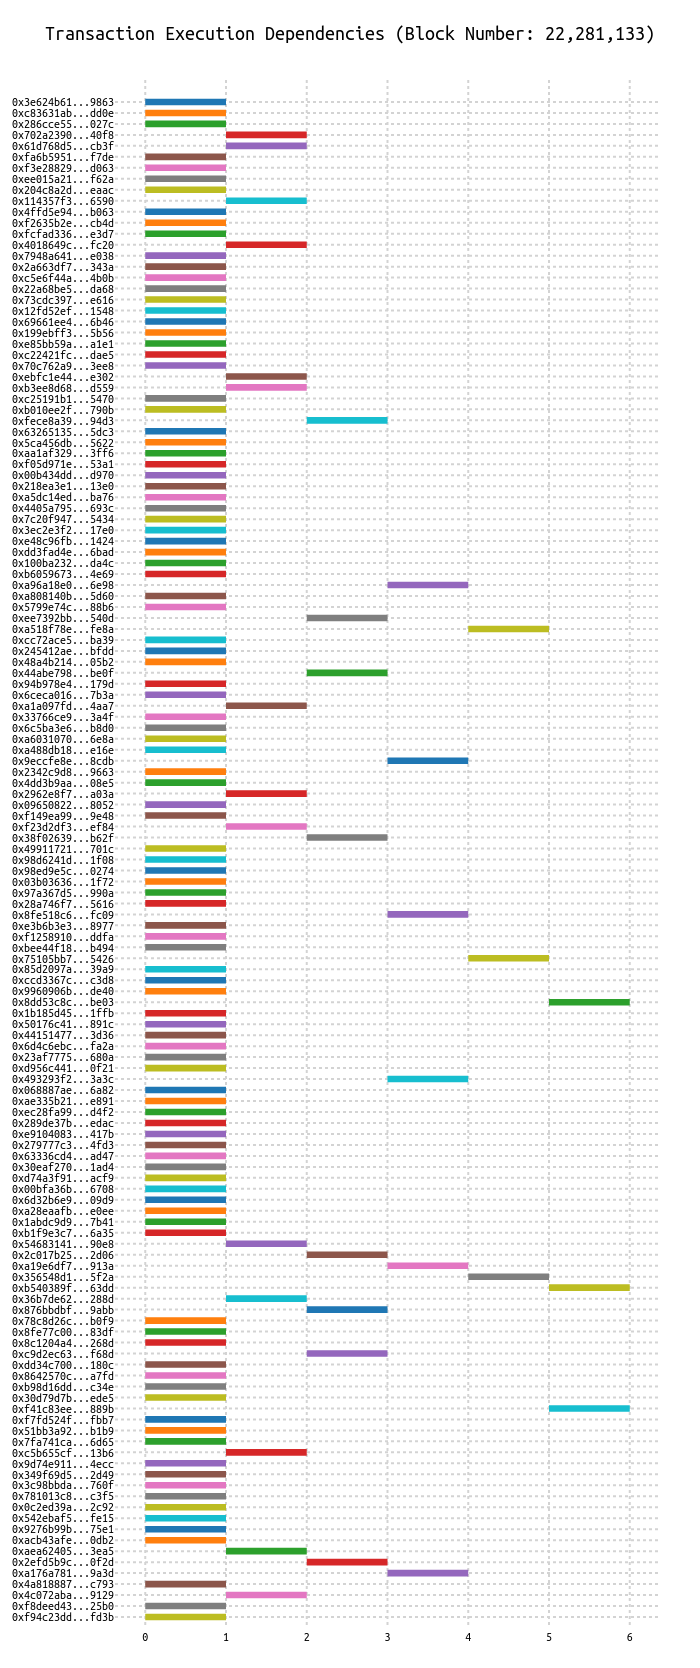 Transaction Execution Dependencies (Block Number: 22,281,133)
0x3e624b61...9863
0xc83631ab...dd0e
0x286cce55...027c
0x702a2390...40f8
0x61d768d5...cb3f
0xfa6b5951...f7de
0xf3e28829...d063
0xee015a21...f62a
0x204c8a2d...eaac
0x114357f3...6590
0x4ffd5e94...b063
0xf2635b2e...cb4d
0xfcfad336...e3d7
0x4018649c...fc20
0x7948a641...e038
0x2a663df7...343a
0xc5e6f44a...4b0b
0x22a68be5...da68
0x73cdc397...e616
0x12fd52ef...1548
0x69661ee4...6b46
0x199ebff3...5b56
0xe85bb59a...a1e1
0xc22421fc...dae5
0x70c762a9...3ee8
0xebfc1e44...e302
0xb3ee8d68...d559
0xc25191b1...5470
0xb010ee2f...790b
0xfece8a39...94d3
0x63265135...5dc3
0x5ca456db...5622
0xaa1af329...3ff6
0xf05d971e...53a1
0x00b434dd...d970
0x218ea3e1...13e0
0xa5dc14ed...ba76
0x4405a795...693c
0x7c20f947...5434
0x3ec2e3f2...17e0
0xe48c96fb...1424
0xdd3fad4e...6bad
0x100ba232...da4c
0xb6059673...4e69
0xa96a18e0...6e98
0xa808140b...5d60
0x5799e74c...88b6
0xee7392bb...540d
0xa518f78e...fe8a
0xcc72ace5...ba39
0x245412ae...bfdd
0x48a4b214...05b2
0x44abe798...be0f
0x94b978e4...179d
0x6ceca016...7b3a
0xa1a097fd...4aa7
0x33766ce9...3a4f
0x6c5ba3e6...b8d0
0xa6031070...6e8a
0xa488db18...e16e
0x9eccfe8e...8cdb
0x2342c9d8...9663
0x4dd3b9aa...08e5
0x2962e8f7...a03a
0x09650822...8052
0xf149ea99...9e48
0xf23d2df3...ef84
0x38f02639...b62f
0x49911721...701c
0x98d6241d...1f08
0x98ed9e5c...0274
0x03b03636...1f72
0x97a367d5...990a
0x28a746f7...5616
0x8fe518c6...fc09
0xe3b6b3e3...8977
0xf1258910...ddfa
0xbee44f18...b494
0x75105bb7...5426
0x85d2097a...39a9
0xccd3367c...c3d8
0x9960906b...de40
0x8dd53c8c...be03
0x1b185d45...1ffb
0x50176c41...891c
0x44151477...3d36
0x6d4c6ebc...fa2a
0x23af7775...680a
0xd956c441...0f21
0x493293f2...3a3c
0x068887ae...6a82
0xae335b21...e891
0xec28fa99...d4f2
0x289de37b...edac
0xe9104083...417b
0x279777c3...4fd3
0x63336cd4...ad47
0x30eaf270...1ad4
0xd74a3f91...acf9
0x00bfa36b...6708
0x6d32b6e9...09d9
0xa28eaafb...e0ee
0x1abdc9d9...7b41
0xb1f9e3c7...6a35
0x54683141...90e8
0x2c017b25...2d06
0xa19e6df7...913a
0x356548d1...5f2a
0xb540389f...63dd
0x36b7de62...288d
0x876bbdbf...9abb
0x78c8d26c...b0f9
0x8fe77c00...83df
0x8c1204a4...268d
0xc9d2ec63...f68d
0xdd34c700...180c
0x8642570c...a7fd
0xb98d16dd...c34e
0x30d79d7b...ede5
0xf41c83ee...889b
0xf7fd524f...fbb7
0x51bb3a92...b1b9
0x7fa741ca...6d65
0xc5b655cf...13b6
0x9d74e911...4ecc
0x349f69d5...2d49
0x3c98bbda...760f
0x781013c8...c3f5
0x0c2ed39a...2c92
0x542ebaf5...fe15
0x9276b99b...75e1
0xacb43afe...0db2
0xaea62405...3ea5
0x2efd5b9c...0f2d
0xa176a781...9a3d
0x4a818887...c793
0x4c072aba...9129
0xf8deed43...25b0
0xf94c23dd...fd3b
0 1 2 3 4 5 6